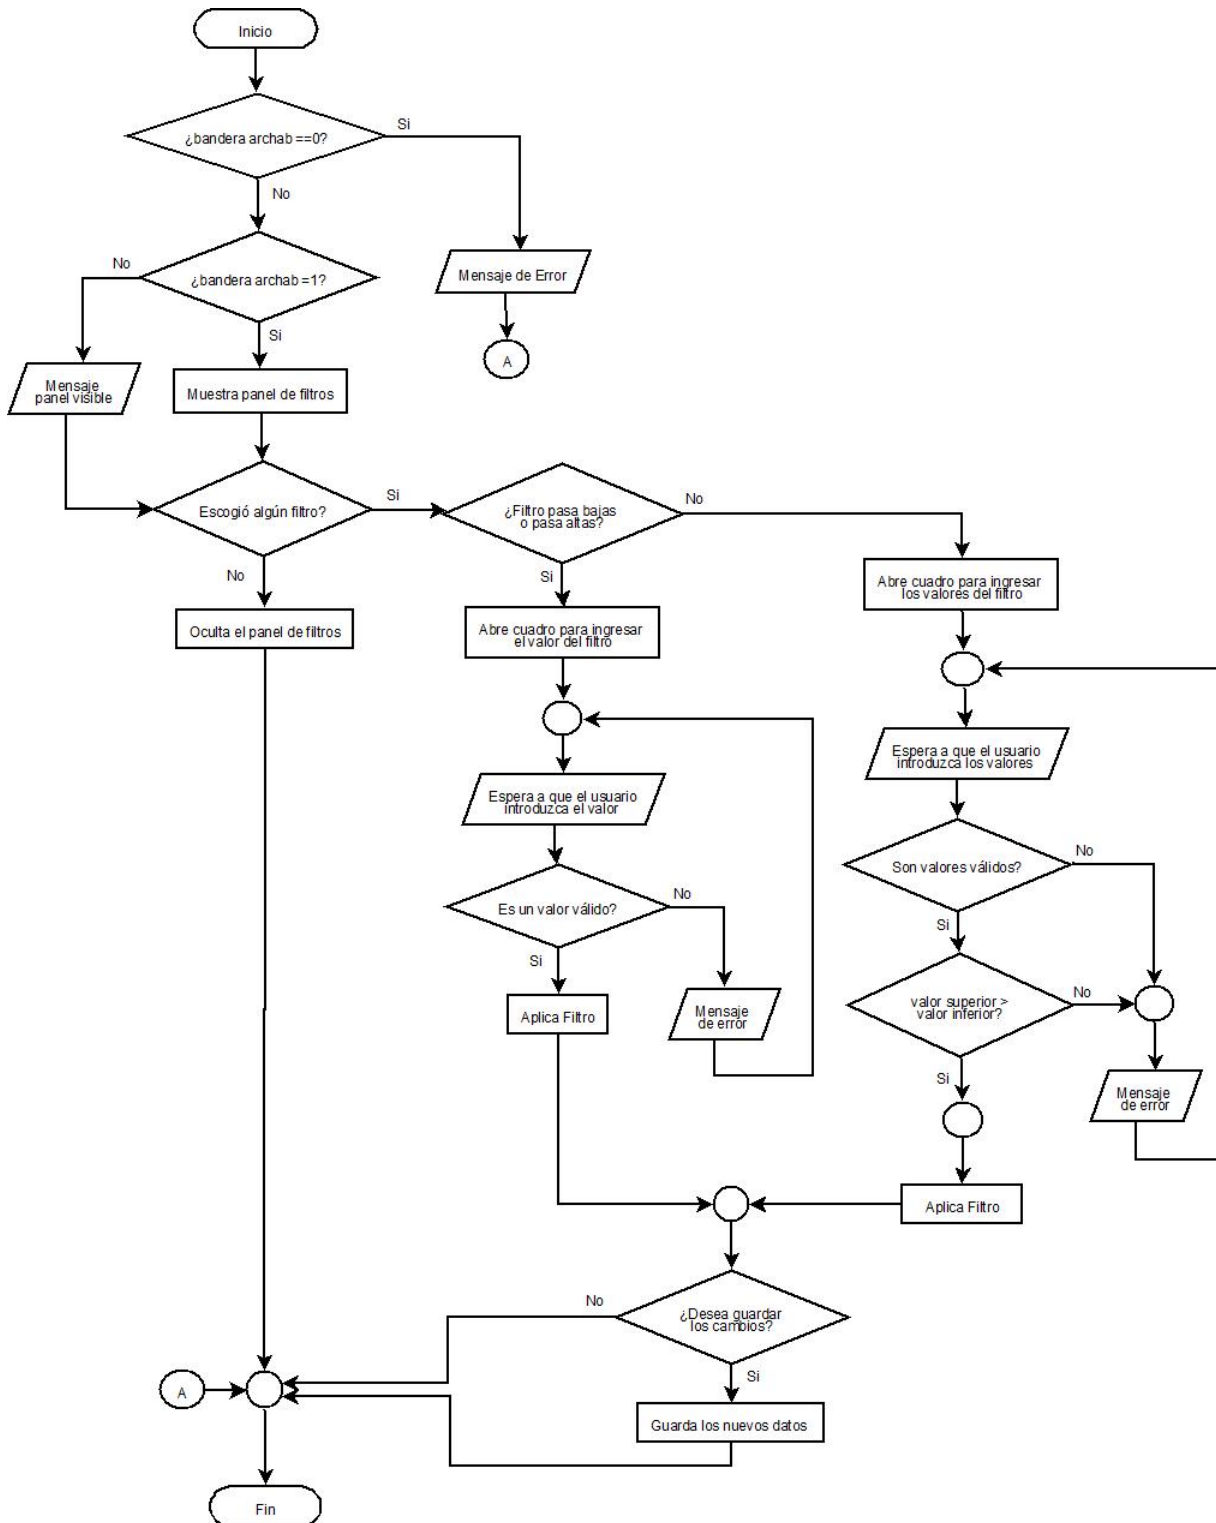 Inicio
¿bandera archab ==0?
Si
No
¿bandera archab =1?
No
Si
Mensaje de Error
A
Mensaje
panel visible
Muestra panel de filtros
Escogió algún filtro?
Si
No
¿Filtro pasa bajas
o pasa altas?
No
Si
Oculta el panel de filtros
Abre cuadro para ingresar
el valor del filtro
Abre cuadro para ingresar
los valores del filtro
Espera a que el usuario
introduzca el valor
Espera a que el usuario
introduzca los valores
Es un valor válido?
No
Si
Son valores válidos?
No
Si
Aplica Filtro
Mensaje
de error
valor superior >
valor inferior?
No
Si
Mensaje
de error
Aplica Filtro
¿Desea guardar
los cambios?
No
Si
A
Guarda los nuevos datos
Fin